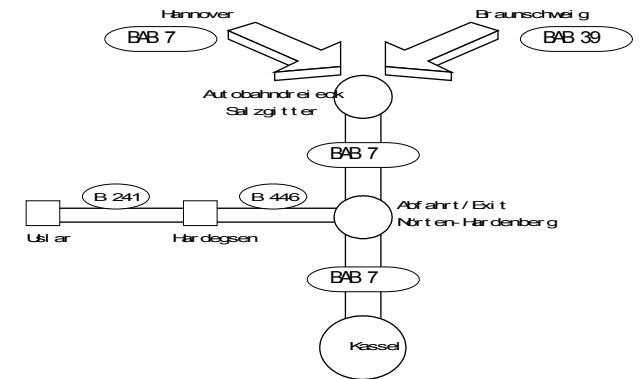 Hannover
Braunschweig
BAB 7
BAB 39
Autobahndreieck
Salzgitter
BAB 7
B 241
B 446
Abfahrt/Exit
Nörten-Hardenberg
Uslar
Hardegsen
BAB 7
Kassel